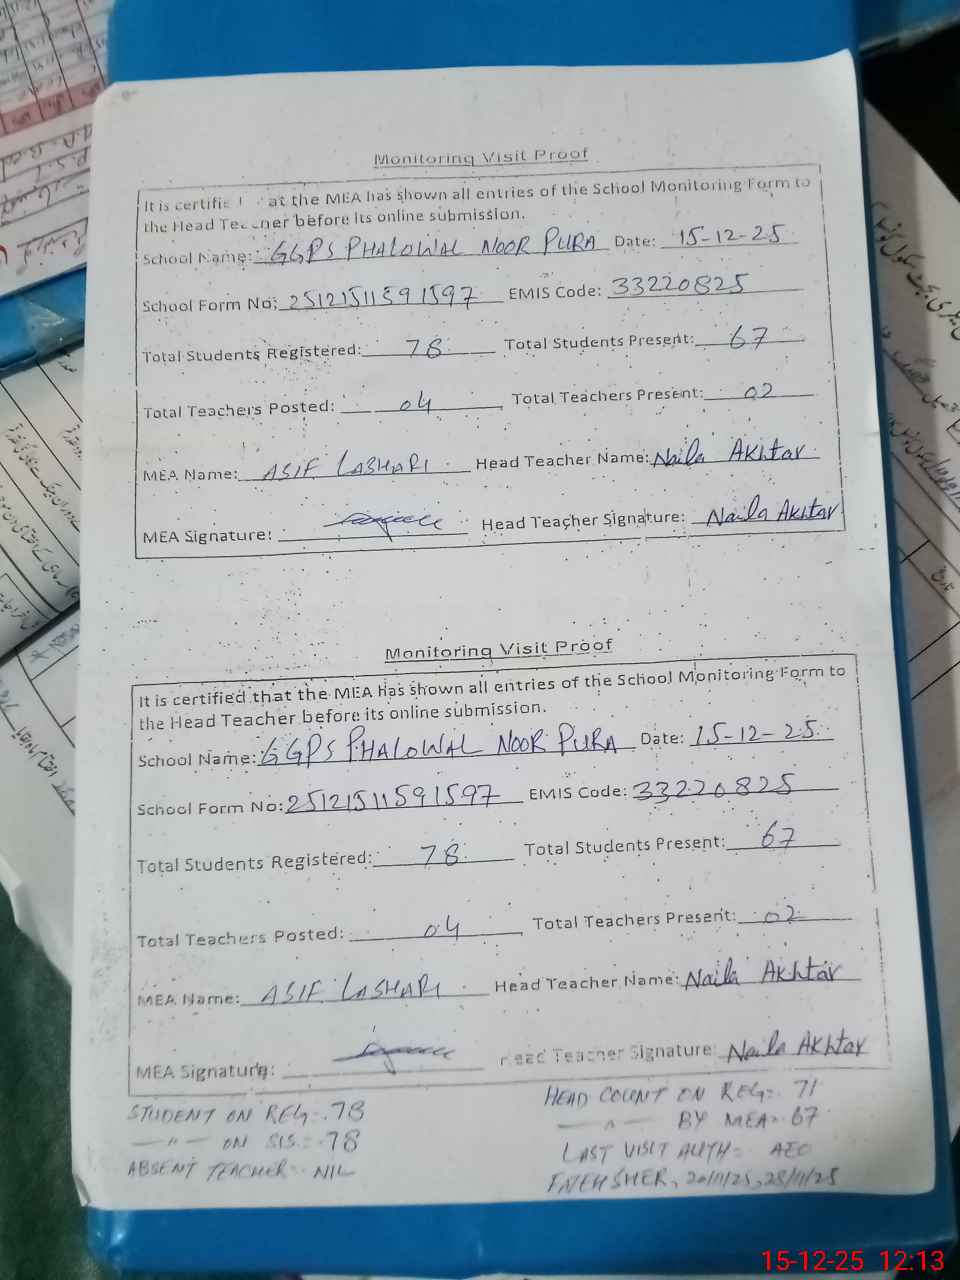 Monitoring Visit Proof
It is certifie at the MEA has shown all entries of the School Monitoring Form to
the Head Te cner before its online submission.
School Name: GGPS PHALOWAL NOOR PURA Date: 15-12-25
School Form No: 25121511591597 EMIS Code: 33220825
Total Students Registered: 78 Total Students Present: 67
Total Teachers Posted: 04 Total Teachers Present: 02
MEA Name: ASIF LASHARI Head Teacher Name: Naila Akhtar
MEA Signature: Head Teacher Signature: Naila Akhtar
Monitoring Visit Proof
It is certified that the MEA has shown all entries of the School Monitoring Form to
the Head Teacher before its online submission.
School Name: GGPS PHALOWAL NOOR PURA Date: 15-12-25
School Form No: 25121511591597 EMIS Code: 33220825
Total Students Registered: 78 Total Students Present: 67
Total Teachers Posted: 04 Total Teachers Present: 02
MEA Name: ASIF LASHARI Head Teacher Name: Naila Akhtar
MEA Signature: Head Teacher Signature: Naila Akhtar
STUDENT ON REG = 78 HEAD COUNT ON REG = 71
— " — ON SIS = 78 — " — BY MEA = 67
ABSENT TEACHER = NIL LAST VISIT AUTH = AEO
20/11/25, 28/11/25
15-12-25 12:13